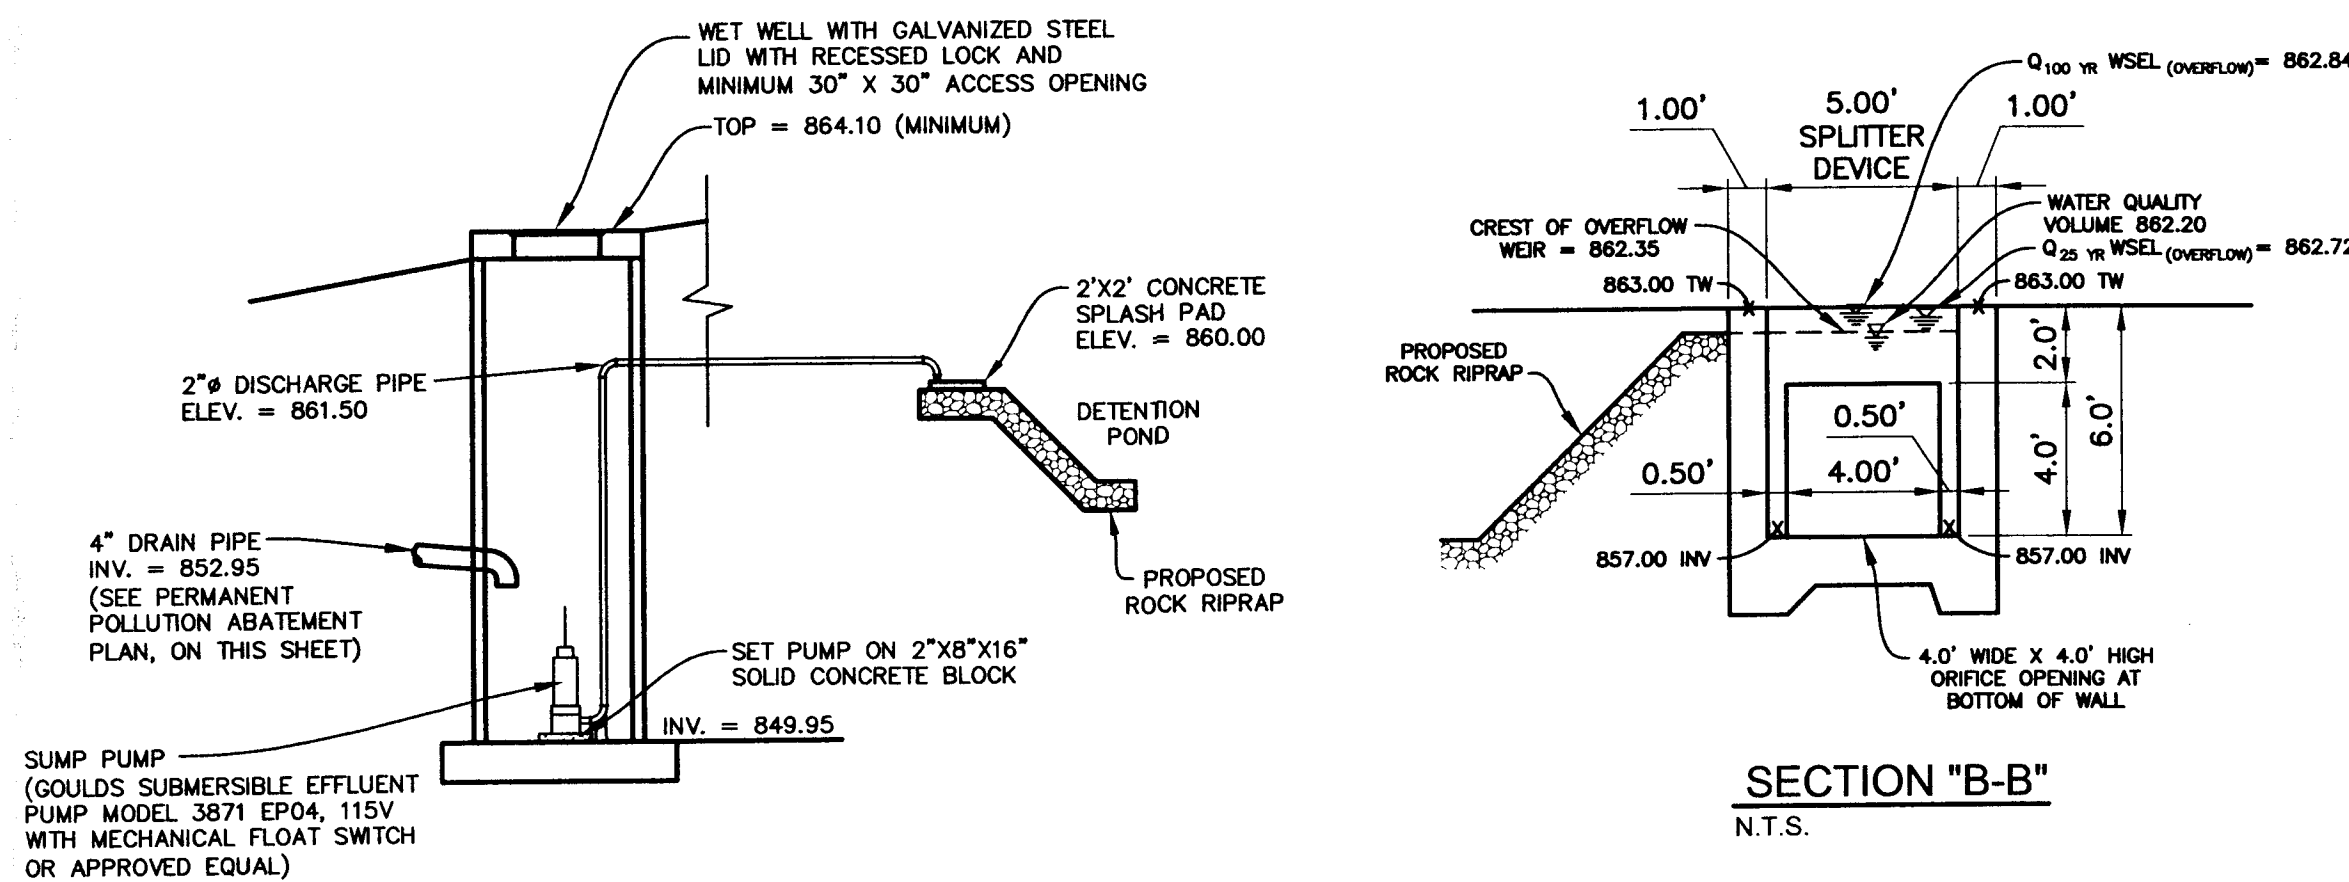 WET WELL WITH GALVANIZED STEEL
LID WITH RECESSED LOCK AND
MINIMUM 30" X 30" ACCESS OPENING
TOP = 864.10 (MINIMUM)
2'X2' CONCRETE
SPLASH PAD
ELEV. = 860.00
2"ø DISCHARGE PIPE
ELEV. = 861.50
DETENTION
POND
4" DRAIN PIPE
INV. = 852.95
(SEE PERMANENT
POLLUTION ABATEMENT
PLAN, ON THIS SHEET)
PROPOSED
ROCK RIPRAP
SET PUMP ON 2"X8"X16"
SOLID CONCRETE BLOCK
INV. = 849.95
SUMP PUMP
(GOULDS SUBMERSIBLE EFFLUENT
PUMP MODEL 3871 EP04, 115V
WITH MECHANICAL FLOAT SWITCH
OR APPROVED EQUAL)
Q100 YR WSEL (OVERFLOW)= 862.84
1.00'
5.00'
SPLITTER
DEVICE
1.00'
CREST OF OVERFLOW
WEIR = 862.35
WATER QUALITY
VOLUME 862.20
Q25 YR WSEL (OVERFLOW)= 862.72
863.00 TW
863.00 TW
PROPOSED
ROCK RIPRAP
2.0'
4.0'
6.0'
0.50'
0.50'
4.00'
857.00 INV
857.00 INV
4.0' WIDE X 4.0' HIGH
ORIFICE OPENING AT
BOTTOM OF WALL
SECTION "B-B"
N.T.S.